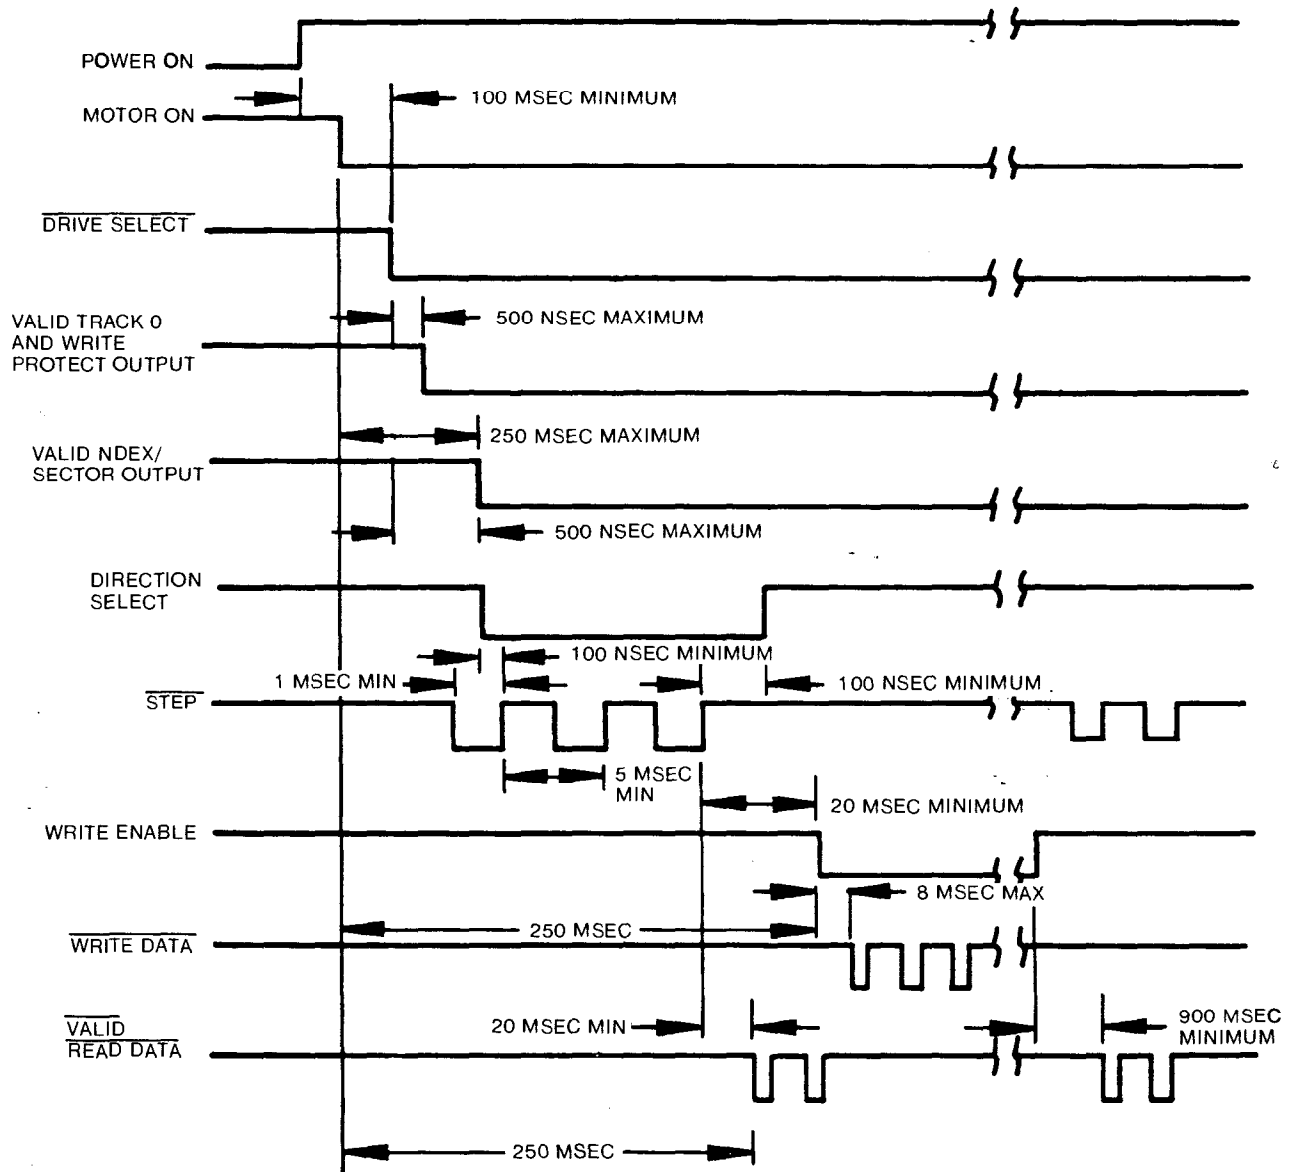 POWER ON
100 MSEC MINIMUM
MOTOR ON
DRIVE SELECT
VALID TRACK 0
AND WRITE
PROTECT OUTPUT
500 NSEC MAXIMUM
250 MSEC MAXIMUM
VALID NDEX/
SECTOR OUTPUT
500 NSEC MAXIMUM
DIRECTION
SELECT
100 NSEC MINIMUM
1 MSEC MIN
100 NSEC MINIMUM
STEP
5 MSEC
MIN
20 MSEC MINIMUM
WRITE ENABLE
8 MSEC MAX
250 MSEC
WRITE DATA
20 MSEC MIN
900 MSEC
MINIMUM
VALID
READ DATA
250 MSEC